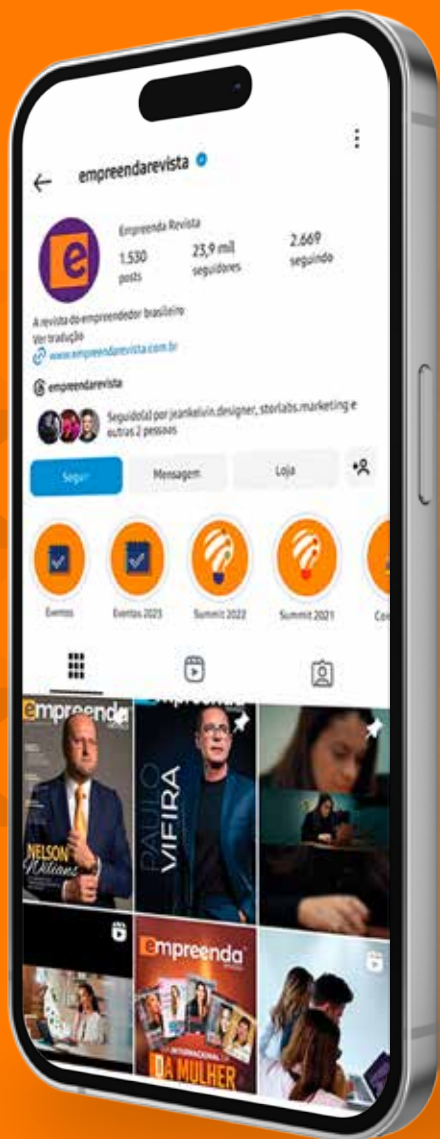 empreendarevista
e
Empreenda Revista
1.530
posts
23,9 mil
seguidores
2.669
seguindo
A revista do empreendedor brasileiro
Ver tradução
www.empreendarevista.com.br
empreendarevista
Seguido(a) por jeankelvin.designer, storlabs.marketing e
outras 2 pessoas
Seguir
Mensagem
Loja
Eventos
Eventos 2023
Summit 2022
Summit 2021
empreenda
NELSON
Wilians
empreenda
PAULO
VIEIRA
empreenda
INTERNACIONAL
DA MULHER